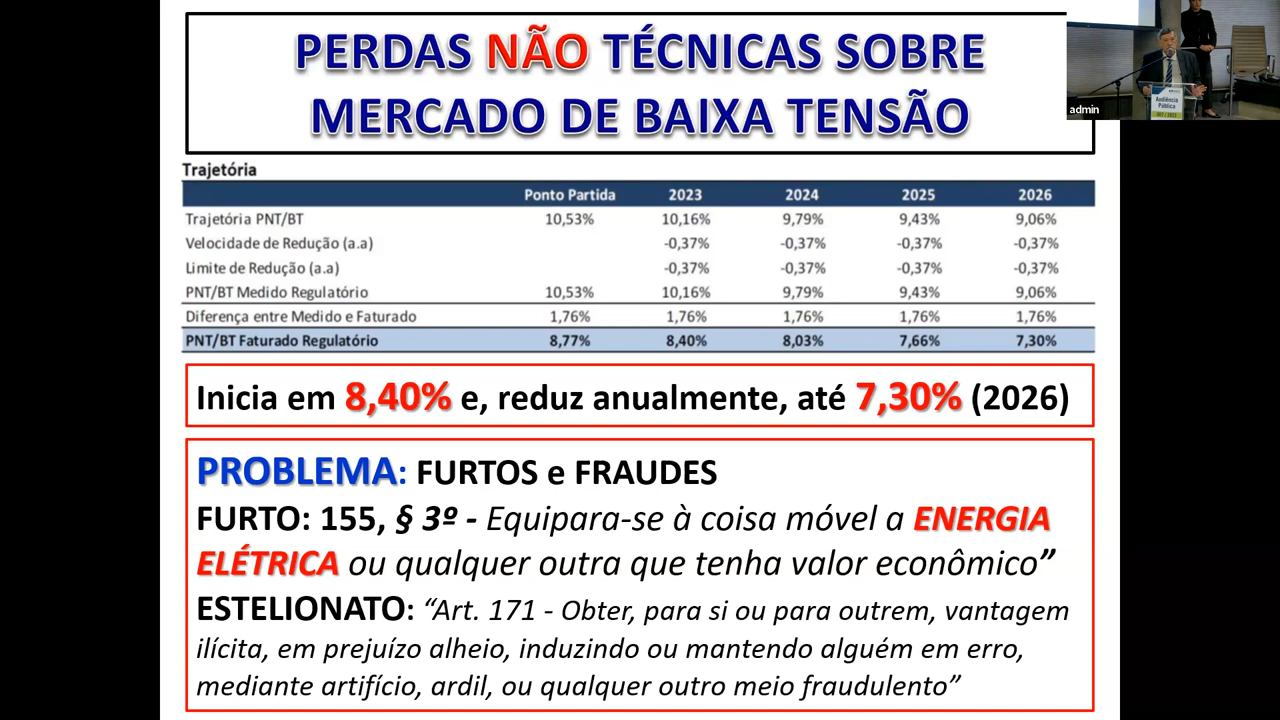 PERDAS NÃO TÉCNICAS SOBRE
MERCADO DE BAIXA TENSÃO
admin
Audiência
Pública
Trajetória
Ponto Partida 2023 2024 2025 2026
Trajetória PNT/BT 10,53% 10,16% 9,79% 9,43% 9,06%
Velocidade de Redução (a.a) -0,37% -0,37% -0,37% -0,37%
Limite de Redução (a.a) -0,37% -0,37% -0,37% -0,37%
PNT/BT Medido Regulatório 10,53% 10,16% 9,79% 9,43% 9,06%
Diferença entre Medido e Faturado 1,76% 1,76% 1,76% 1,76% 1,76%
PNT/BT Faturado Regulatório 8,77% 8,40% 8,03% 7,66% 7,30%
Inicia em 8,40% e, reduz anualmente, até 7,30% (2026)
PROBLEMA: FURTOS e FRAUDES
FURTO: 155, § 3º - Equipara-se à coisa móvel a ENERGIA
ELÉTRICA ou qualquer outra que tenha valor econômico”
ESTELIONATO: “Art. 171 - Obter, para si ou para outrem, vantagem
ilícita, em prejuízo alheio, induzindo ou mantendo alguém em erro,
mediante artifício, ardil, ou qualquer outro meio fraudulento”